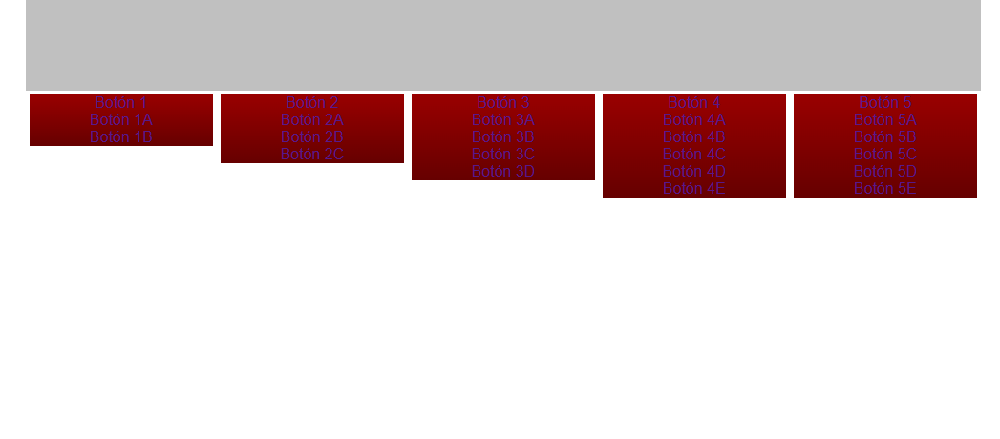 Botón 1
Botón 1A
Botón 1B
Botón 2
Botón 2A
Botón 2B
Botón 2C
Botón 3
Botón 3A
Botón 3B
Botón 3C
Botón 3D
Botón 4
Botón 4A
Botón 4B
Botón 4C
Botón 4D
Botón 4E
Botón 5
Botón 5A
Botón 5B
Botón 5C
Botón 5D
Botón 5E